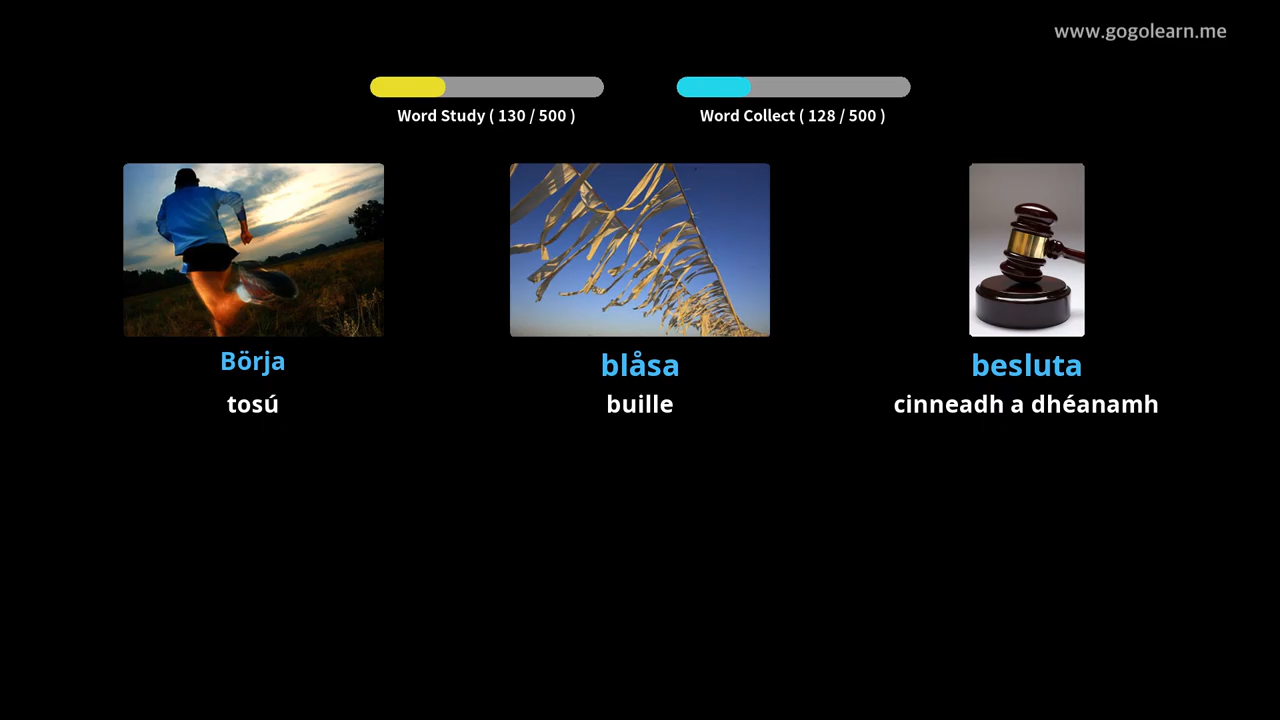 www.gogolearn.me
Word Study ( 130 / 500 )
Word Collect ( 128 / 500 )
Börja
blåsa
besluta
tosú
buille
cinneadh a dhéanamh